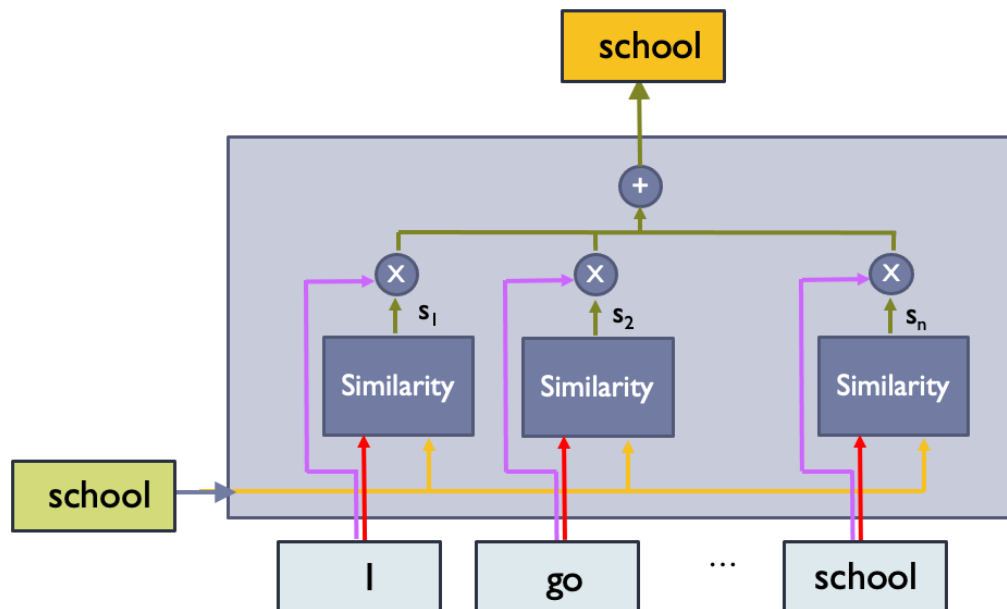 school
+
X X X
s1 s2 sn
Similarity Similarity Similarity
school
I go ... school